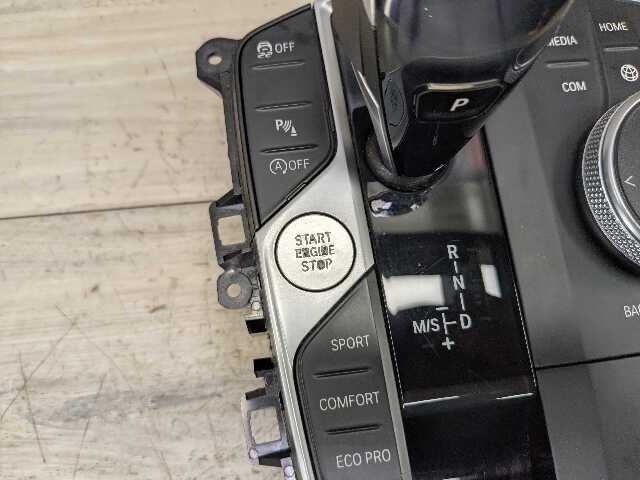 OFF
P
OFF
START
ENGINE
STOP
SPORT
COMFORT
ECO PRO
P
R
N
M/S D
+
MEDIA
HOME
COM